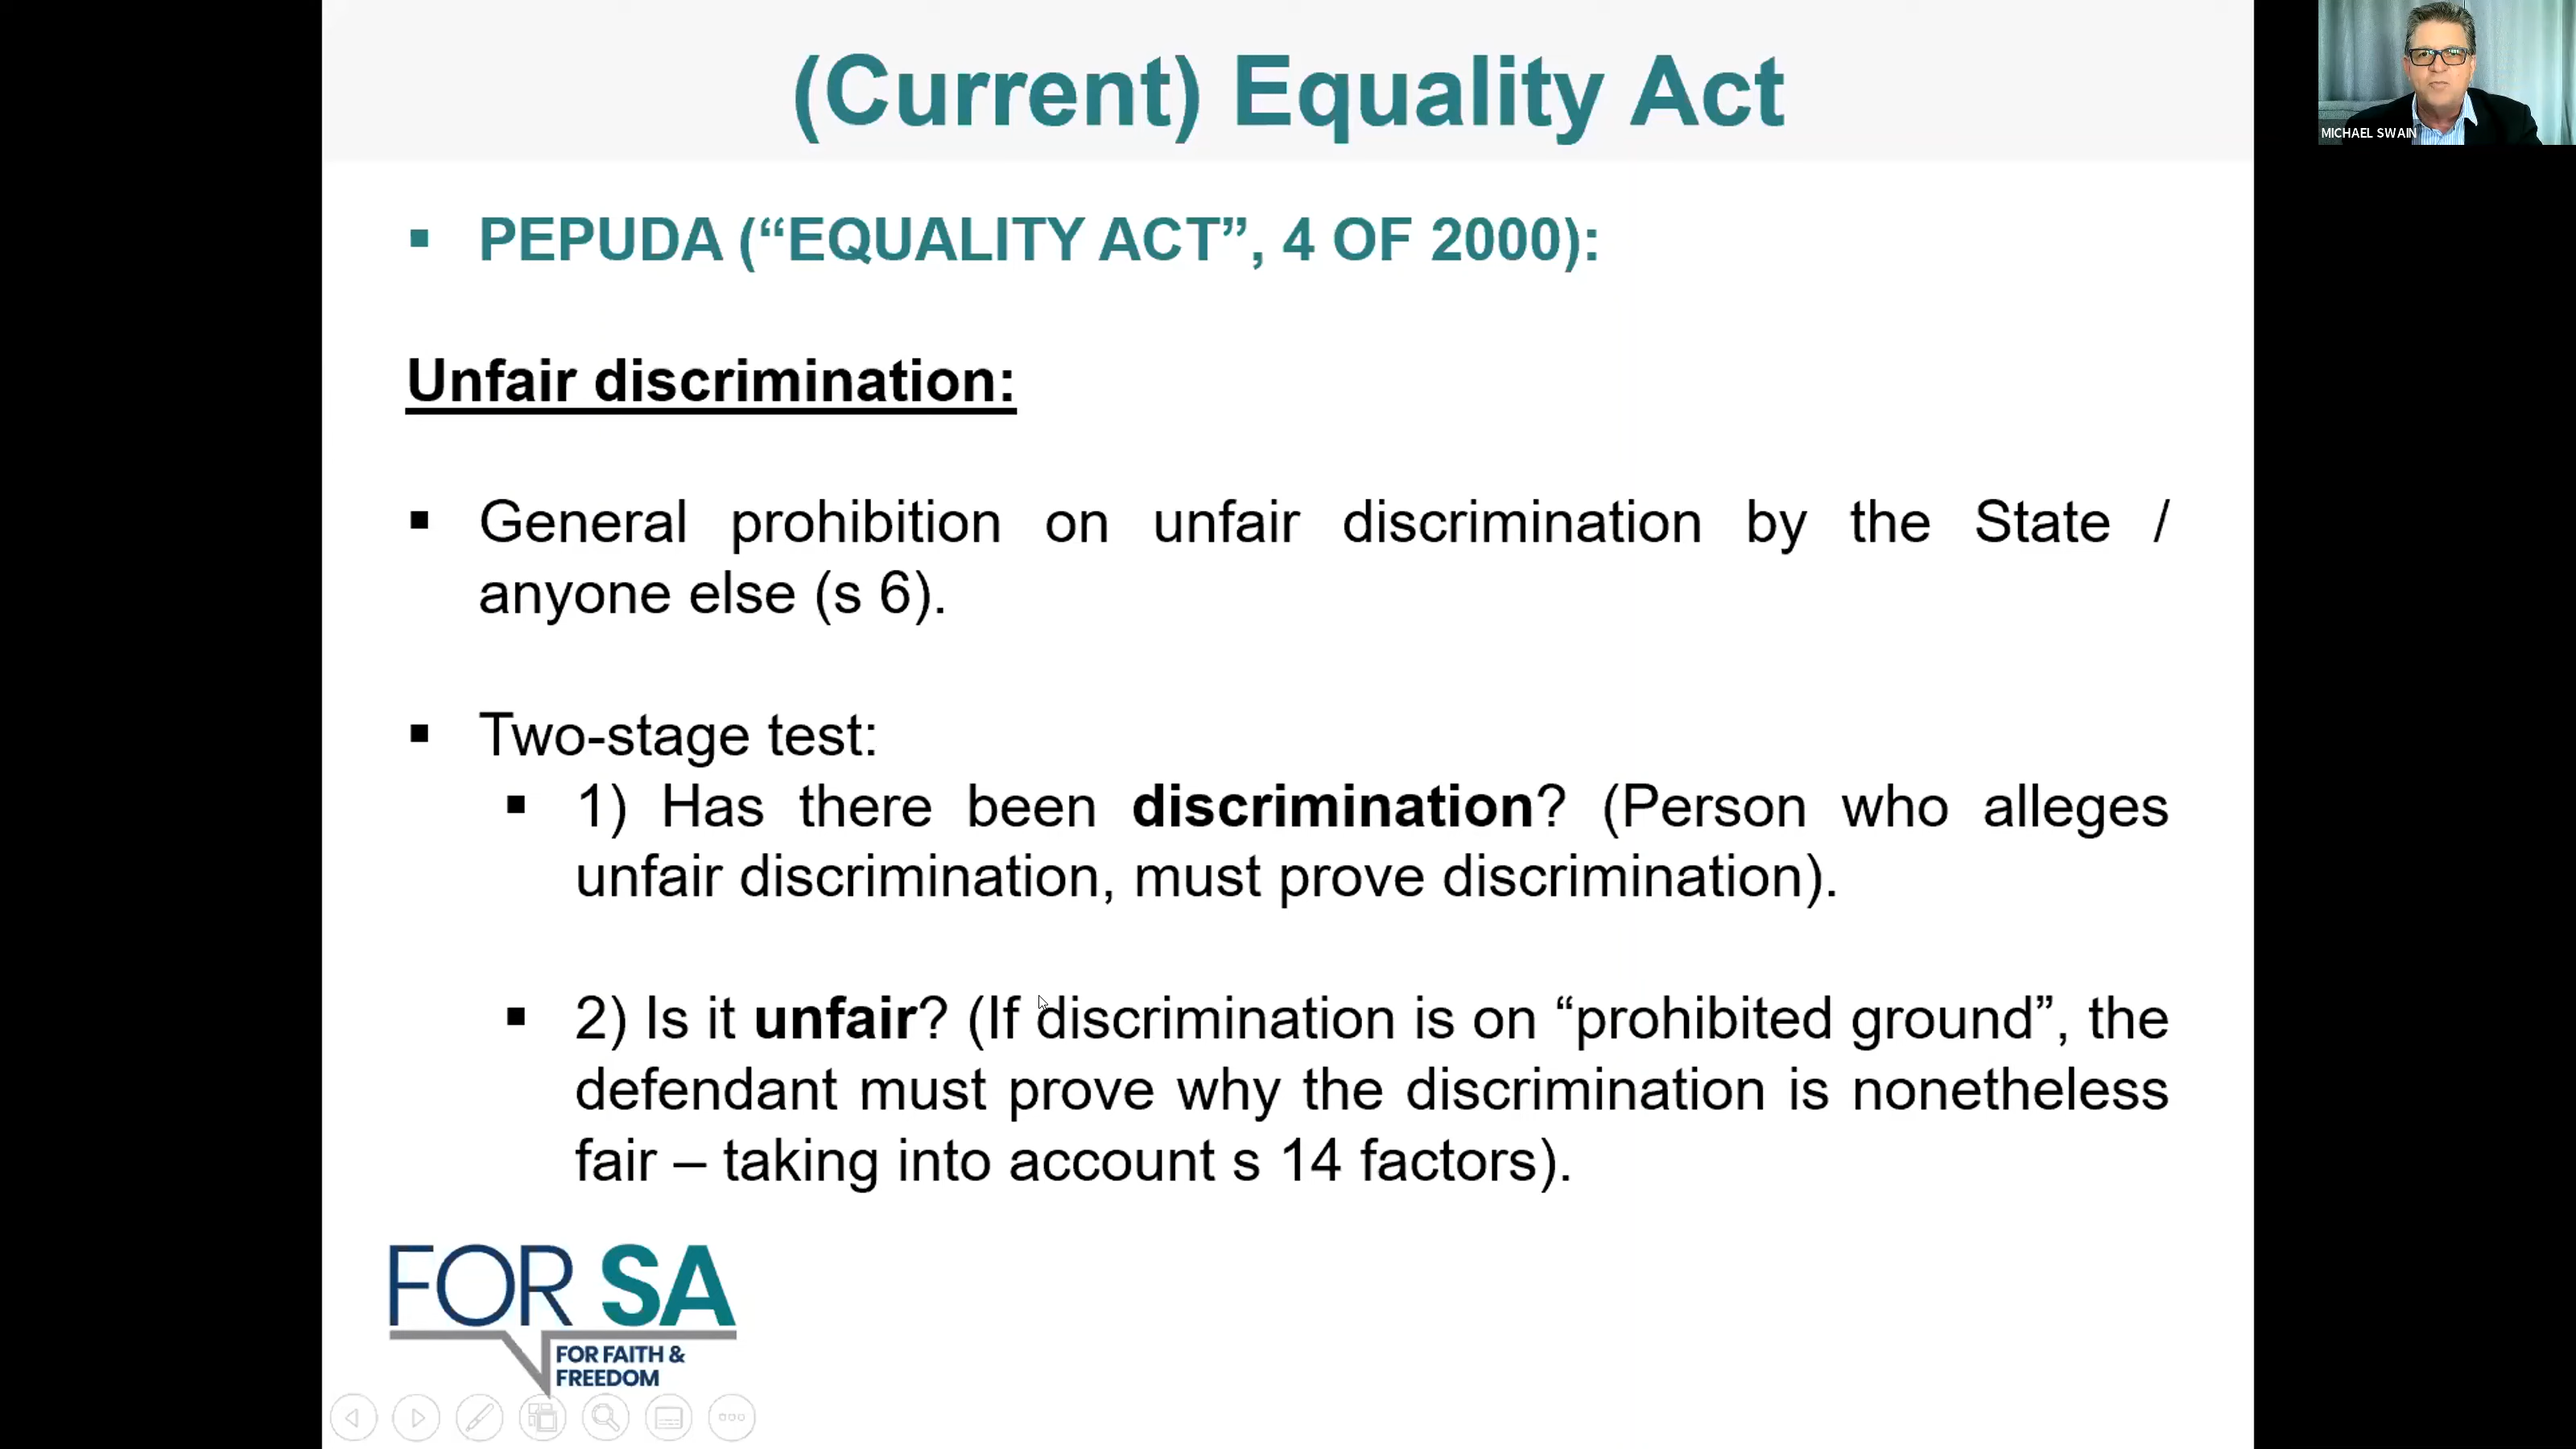 (Current) Equality Act
MICHAEL SWAIN
▪ PEPUDA (“EQUALITY ACT”, 4 OF 2000):
Unfair discrimination:
▪ General prohibition on unfair discrimination by the State /
anyone else (s 6).
▪ Two-stage test:
▪ 1) Has there been discrimination? (Person who alleges
unfair discrimination, must prove discrimination).
▪ 2) Is it unfair? (If discrimination is on “prohibited ground”, the
defendant must prove why the discrimination is nonetheless
fair – taking into account s 14 factors).
FOR SA
FOR FAITH &
FREEDOM